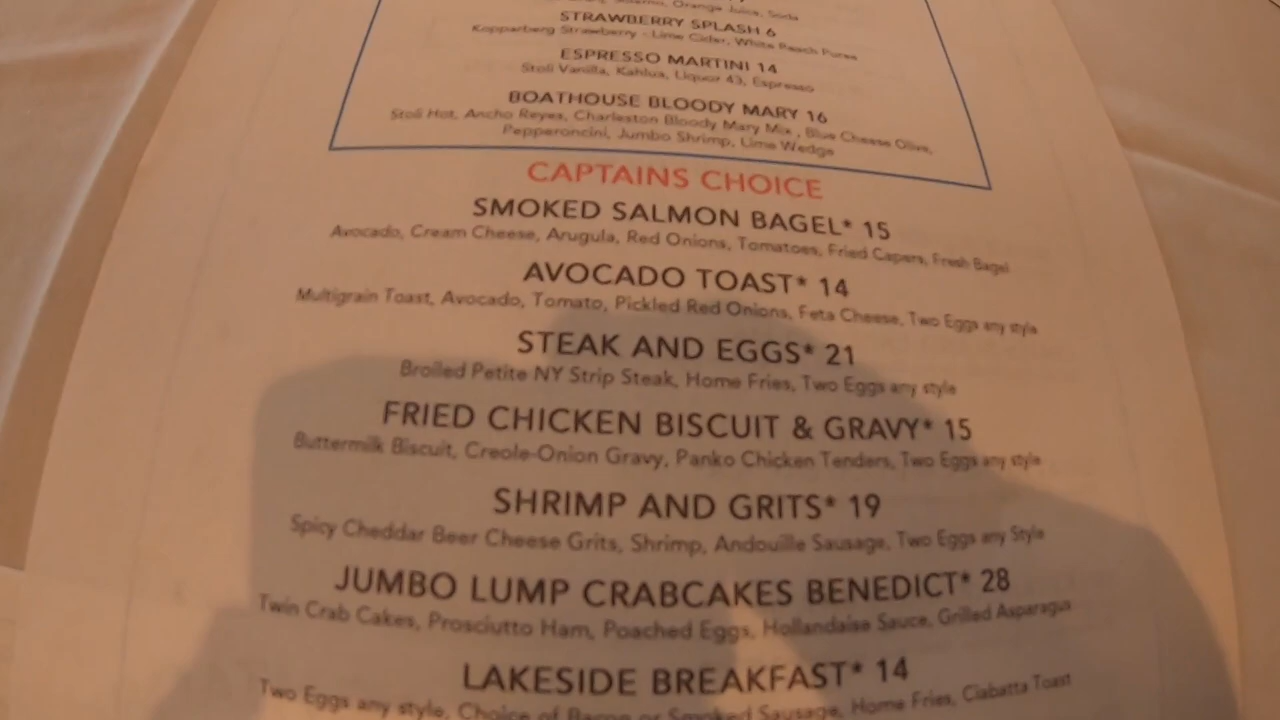 Orange Juice, Soda
STRAWBERRY SPLASH 6
Kopparberg Strawberry - Lime Cider, White Peach Puree
ESPRESSO MARTINI 14
Stoli Vanilla, Kahlua, Liquor 43, Espresso
BOATHOUSE BLOODY MARY 16
Stoli Hot, Ancho Reyes, Charleston Bloody Mary Mix , Blue Cheese Olive,
Pepperoncini, Jumbo Shrimp, Lime Wedge
CAPTAINS CHOICE
SMOKED SALMON BAGEL* 15
Avocado, Cream Cheese, Arugula, Red Onions, Tomatoes, Fried Capers, Fresh Bagel
AVOCADO TOAST* 14
Multigrain Toast, Avocado, Tomato, Pickled Red Onions, Feta Cheese, Two Eggs any style
STEAK AND EGGS* 21
Broiled Petite NY Strip Steak, Home Fries, Two Eggs any style
FRIED CHICKEN BISCUIT & GRAVY* 15
Buttermilk Biscuit, Creole-Onion Gravy, Panko Chicken Tenders, Two Eggs any style
SHRIMP AND GRITS* 19
Spicy Cheddar Beer Cheese Grits, Shrimp, Andouille Sausage, Two Eggs any Style
JUMBO LUMP CRABCAKES BENEDICT* 28
Twin Crab Cakes, Prosciutto Ham, Poached Eggs, Hollandaise Sauce, Grilled Asparagus
LAKESIDE BREAKFAST* 14
Two Eggs any style, Choice of Bacon or Smoked Sausage, Home Fries, Ciabatta Toast